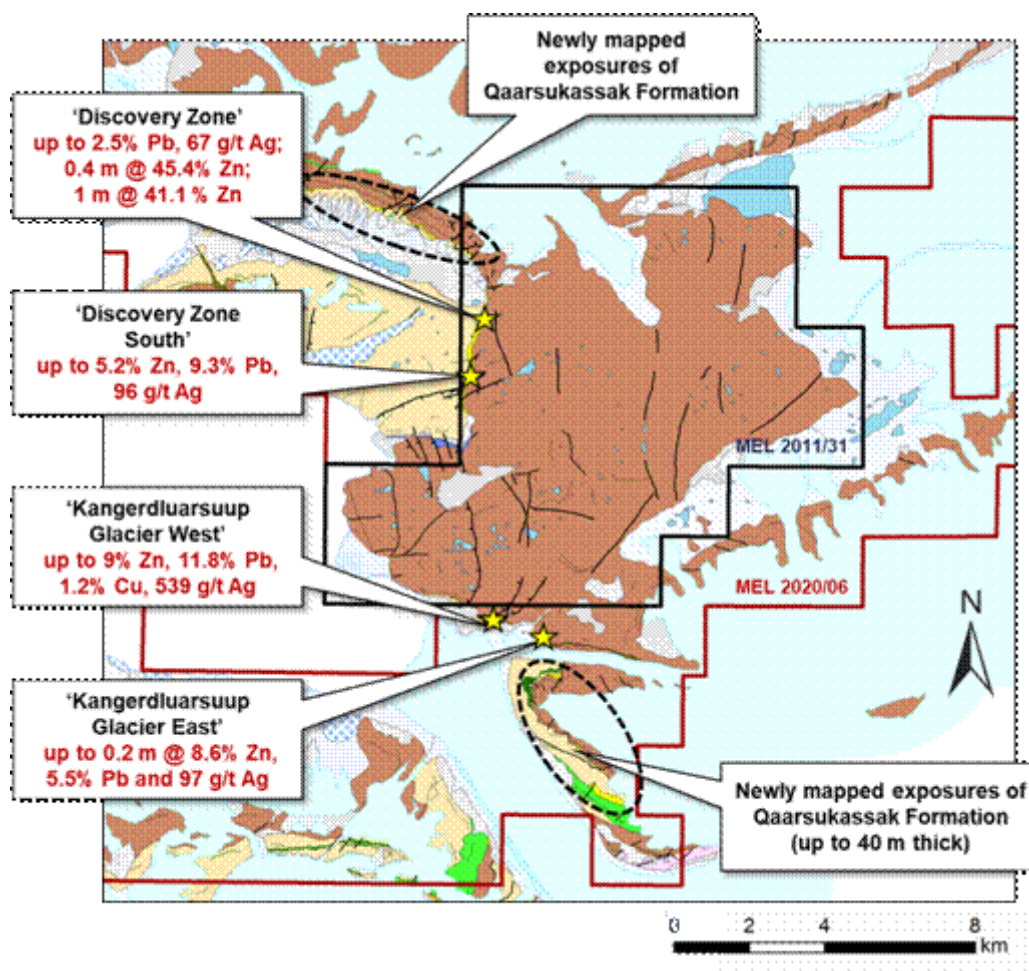 Newly mapped
exposures of
Qaarsukassak Formation
‘Discovery Zone’
up to 2.5% Pb, 67 g/t Ag;
0.4 m @ 45.4% Zn;
1 m @ 41.1 % Zn
‘Discovery Zone
South’
up to 5.2% Zn, 9.3% Pb,
96 g/t Ag
MEL 2011/31
‘Kangerdluarsuup
Glacier West’
up to 9% Zn, 11.8% Pb,
1.2% Cu, 539 g/t Ag
MEL 2020/06
N
‘Kangerdluarsuup
Glacier East’
up to 0.2 m @ 8.6% Zn,
5.5% Pb and 97 g/t Ag
Newly mapped exposures of
Qaarsukassak Formation
(up to 40 m thick)
0 2 4 8
km